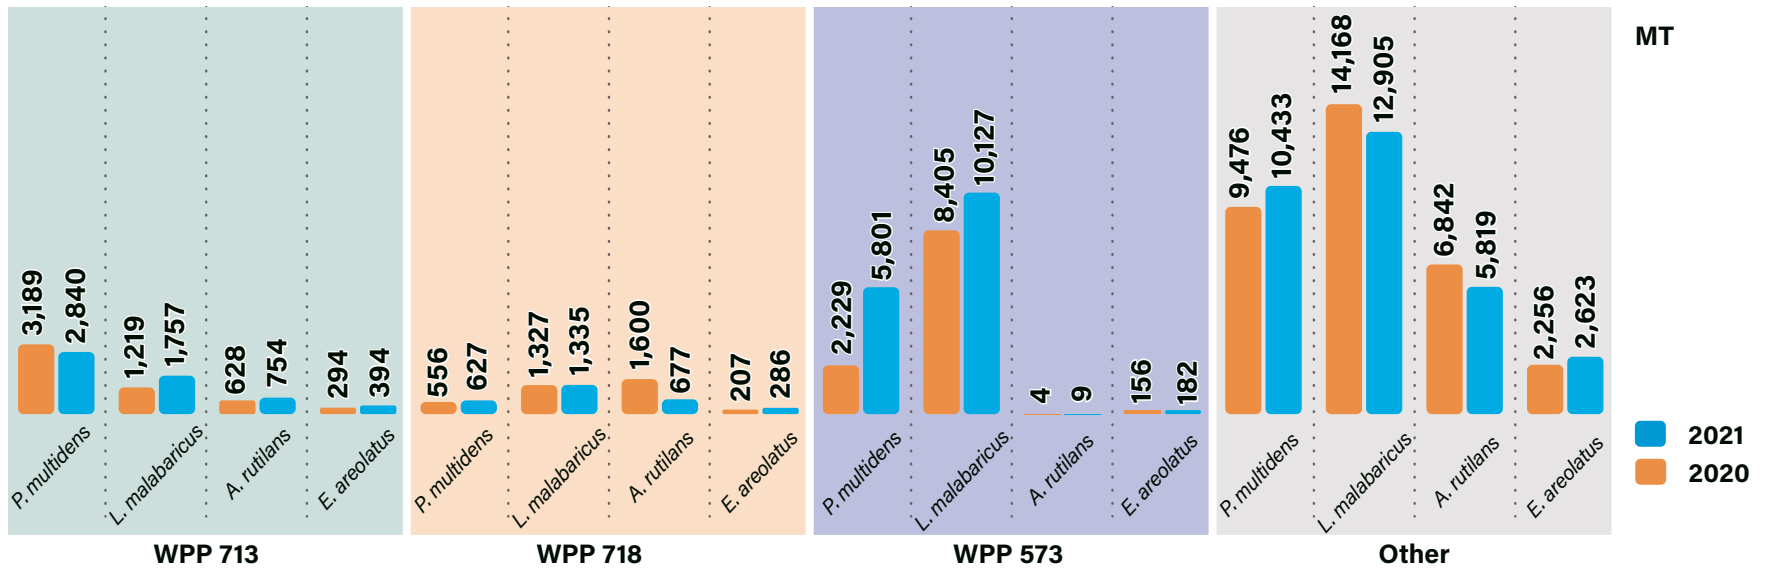 MT
3,189
2,840
1,219
1,757
628
754
294
394
P. multidens
L. malabaricus
A. rutilans
E. areolatus
WPP 713
556
627
1,327
1,335
1,600
677
207
286
P. multidens
L. malabaricus
A. rutilans
E. areolatus
WPP 718
2,229
5,801
8,405
10,127
4
9
156
182
P. multidens
L. malabaricus
A. rutilans
E. areolatus
WPP 573
9,476
10,433
14,168
12,905
6,842
5,819
2,256
2,623
P. multidens
L. malabaricus
A. rutilans
E. areolatus
Other
2021
2020